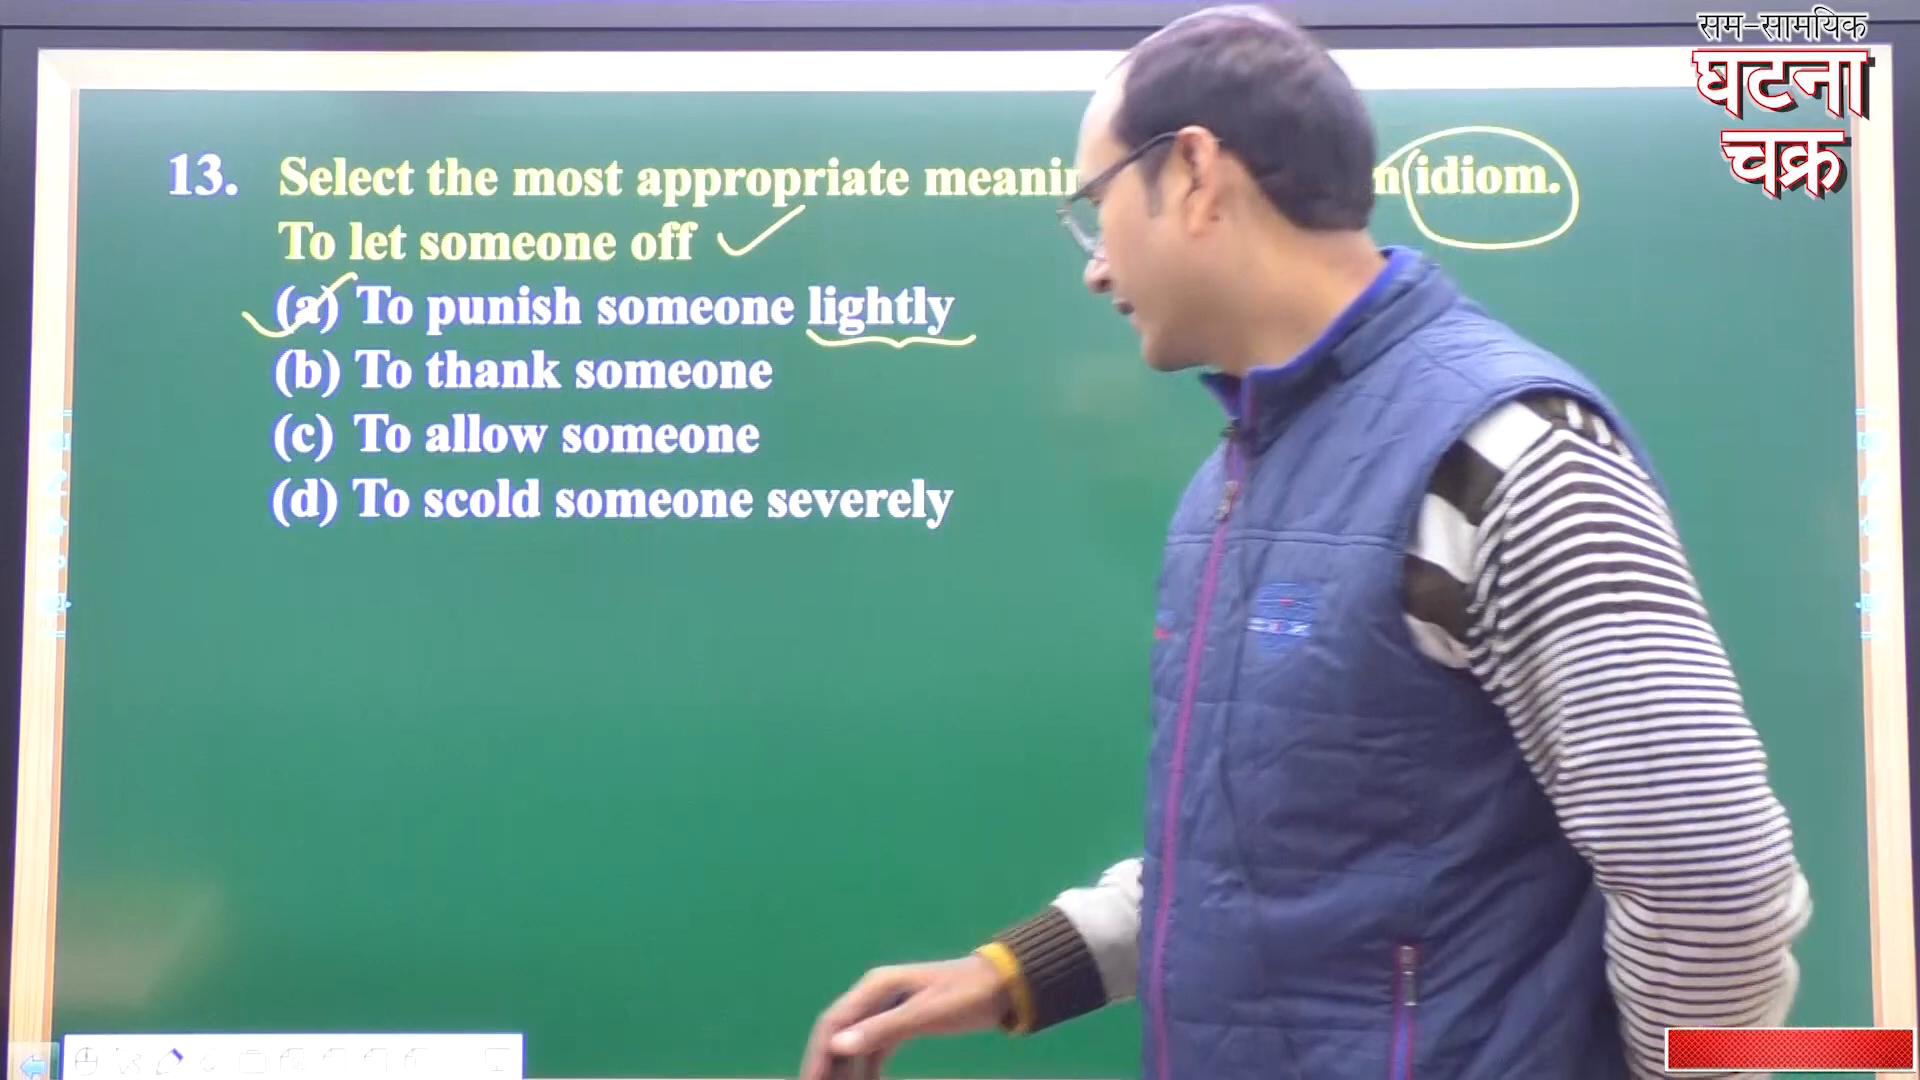 सम-सामयिक
घटना
चक्र
13. Select the most appropriate idiom.
To let someone off
(a) To punish someone lightly
(b) To thank someone
(c) To allow someone
(d) To scold someone severely